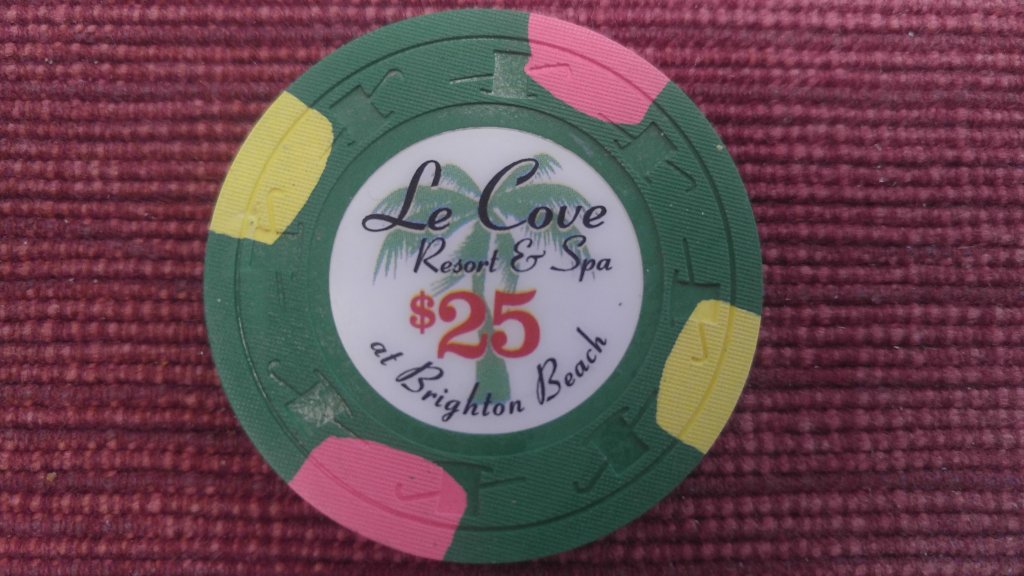 Le Cove
Resort & Spa
$25
at Brighton Beach